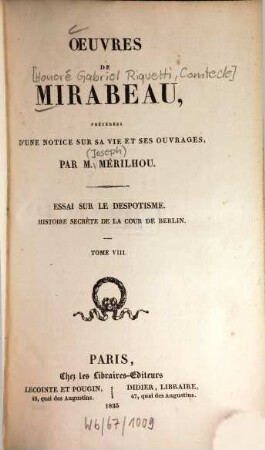 ŒUVRES
DE
[Honoré Gabriel Riquetti, Comte de]
MIRABEAU,
PRÉCÉDÉES
D'UNE NOTICE SUR SA VIE ET SES OUVRAGES,
(Joseph)
PAR M. MÉRILHOU.
ESSAI SUR LE DESPOTISME.
HISTOIRE SECRÈTE DE LA COUR DE BERLIN.
TOME VIII.
PARIS,
Chez les Libraires-Editeurs
LECOINTE ET POUGIN, DIDIER, LIBRAIRE,
49, quai des Augustins. 47, quai des Augustins.
1835
Wb/67/1009